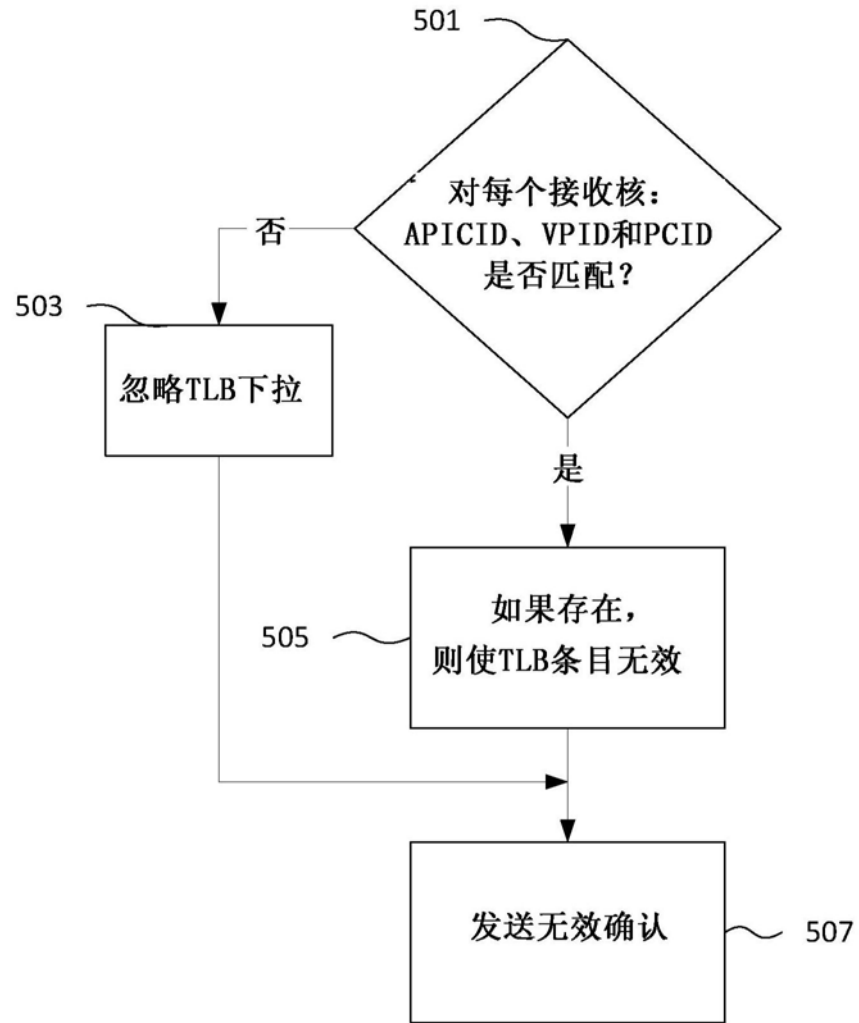 501
对每个接收核：
APICID、VPID和PCID
是否匹配？
否
503
忽略TLB下拉
是
505
如果存在，
则使TLB条目无效
发送无效确认
507